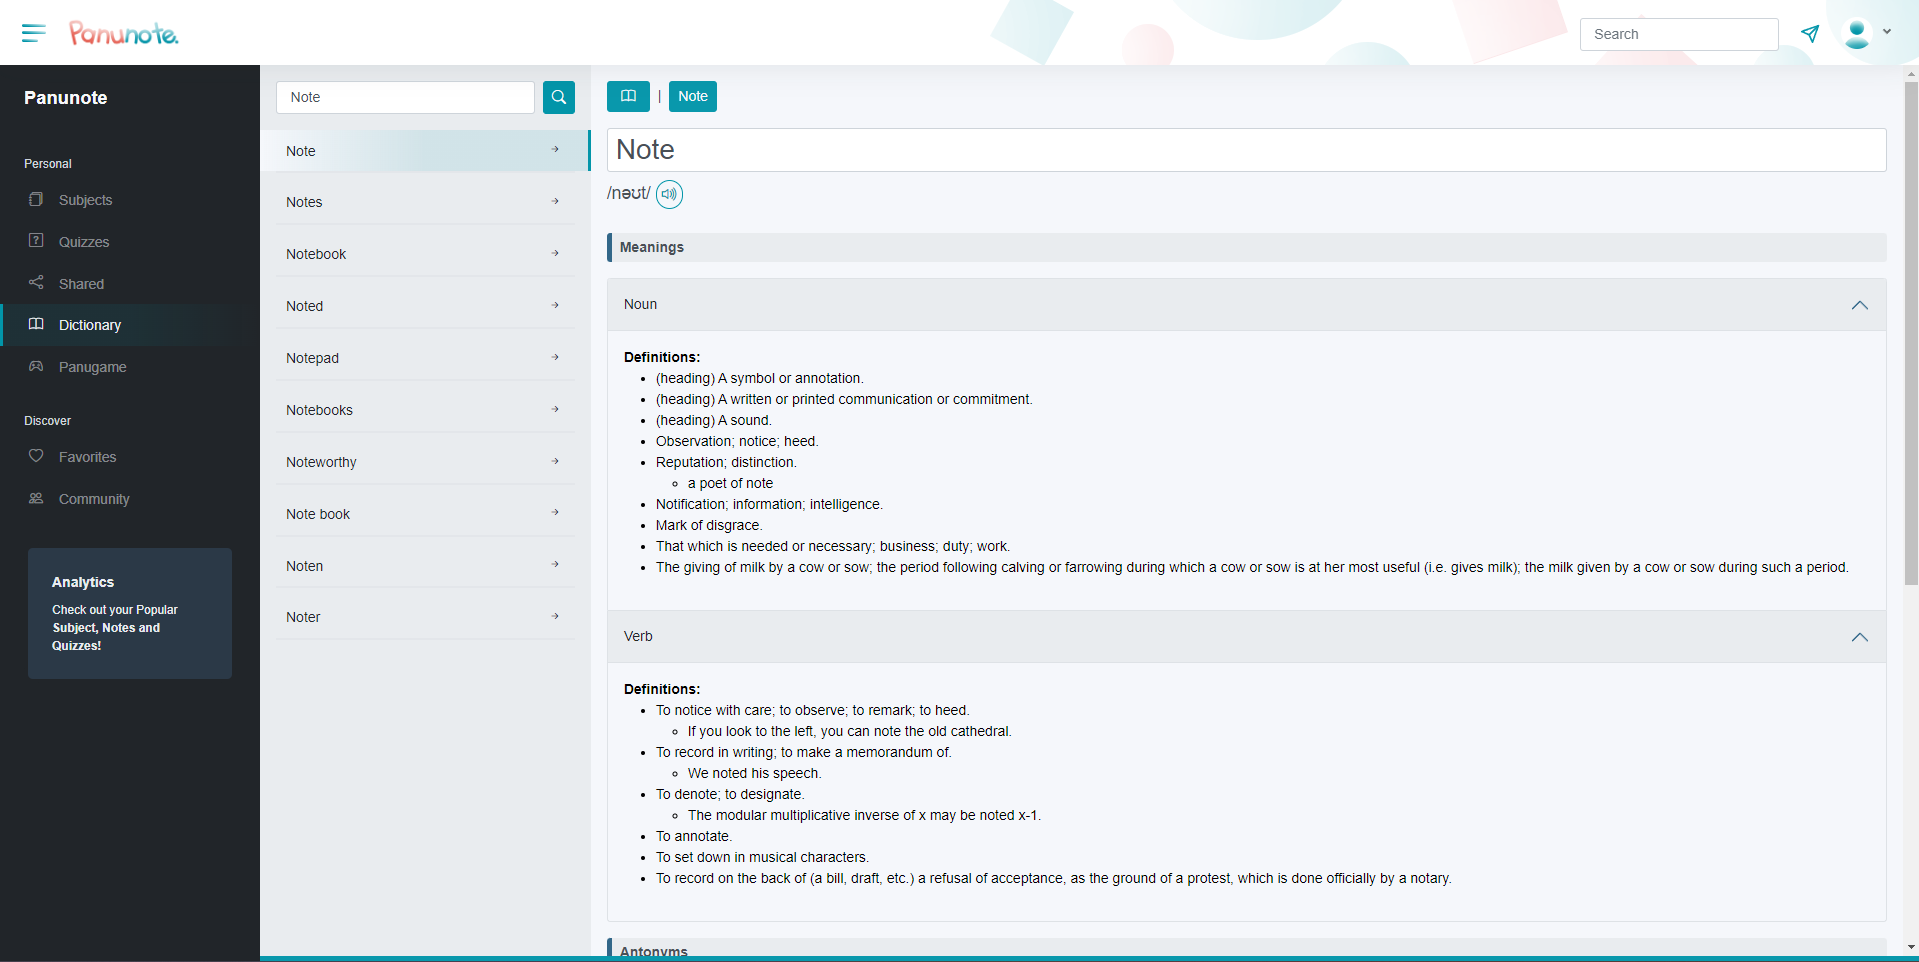 Panunote.
Search
Panunote
Personal
Subjects
Quizzes
Shared
Dictionary
Panugame
Discover
Favorites
Community
Analytics
Check out your Popular
Subject, Notes and
Quizzes!
Note
Note
Notes
Notebook
Noted
Notepad
Notebooks
Noteworthy
Note book
Noten
Noter
| Note
Note
/nəʊt/
Meanings
Noun
Definitions:
• (heading) A symbol or annotation.
• (heading) A written or printed communication or commitment.
• (heading) A sound.
• Observation; notice; heed.
• Reputation; distinction.
◦ a poet of note
• Notification; information; intelligence.
• Mark of disgrace.
• That which is needed or necessary; business; duty; work.
• The giving of milk by a cow or sow; the period following calving or farrowing during which a cow or sow is at her most useful (i.e. gives milk); the milk given by a cow or sow during such a period.
Verb
Definitions:
• To notice with care; to observe; to remark; to heed.
◦ If you look to the left, you can note the old cathedral.
• To record in writing; to make a memorandum of.
◦ We noted his speech.
• To denote; to designate.
◦ The modular multiplicative inverse of x may be noted x-1.
• To annotate.
• To set down in musical characters.
• To record on the back of (a bill, draft, etc.) a refusal of acceptance, as the ground of a protest, which is done officially by a notary.
Antonyms